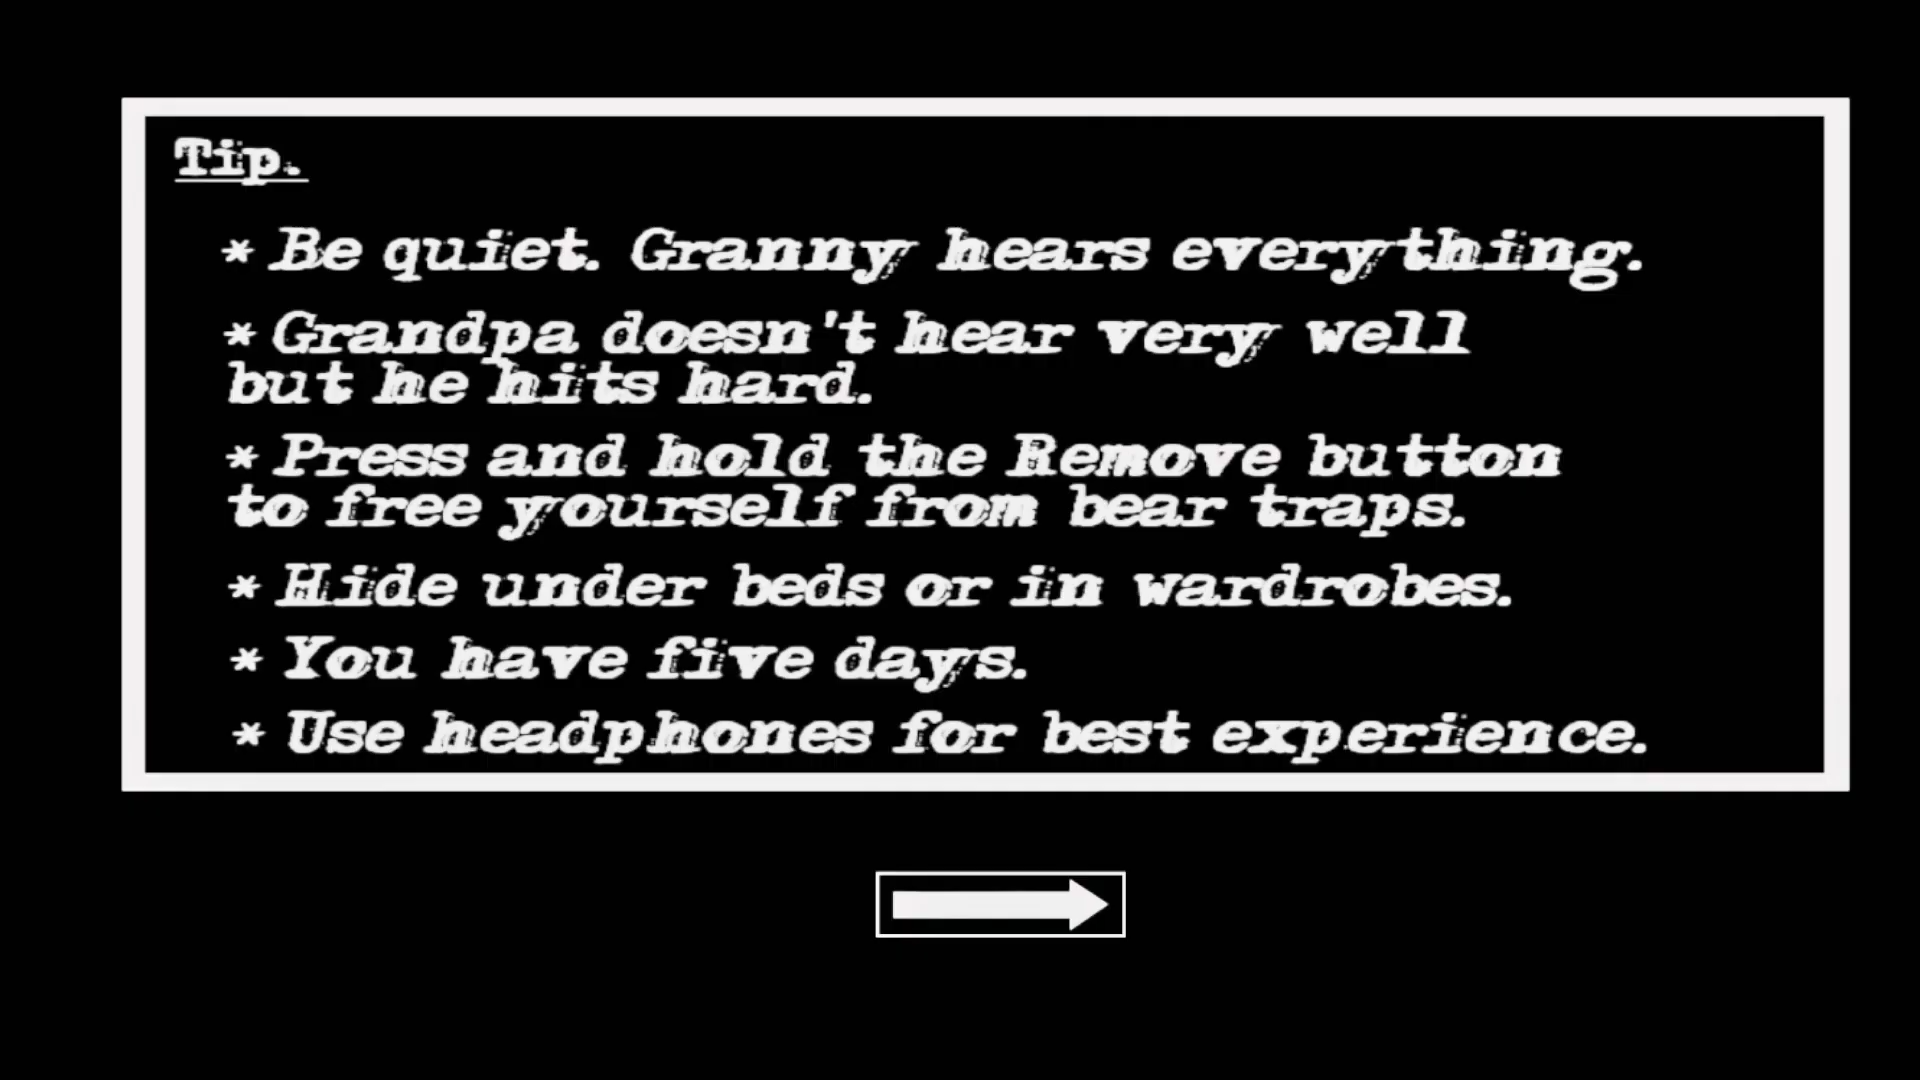 Tip.
* Be quiet. Granny hears everything.
* Grandpa doesn't hear very well
but he hits hard.
* Press and hold the Remove button
to free yourself from bear traps.
* Hide under beds or in wardrobes.
* You have five days.
* Use headphones for best experience.